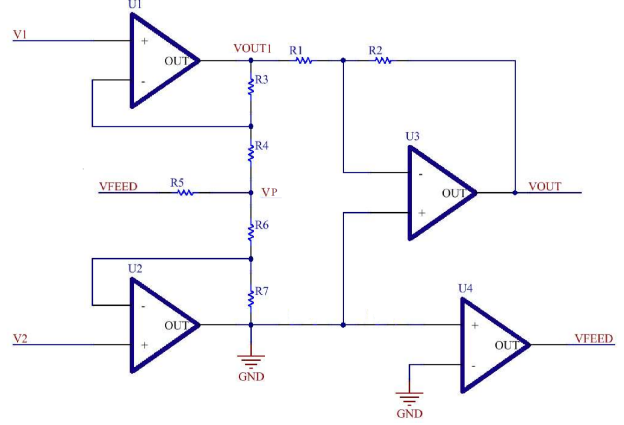 U1
V1
+
-
OUT
VOUT1
R1
R2
R3
R4
U3
-
+
OUT
VOUT
VFEED
R5
VP
R6
U2
R7
-
+
OUT
V2
GND
U4
+
-
OUT
VFEED
GND